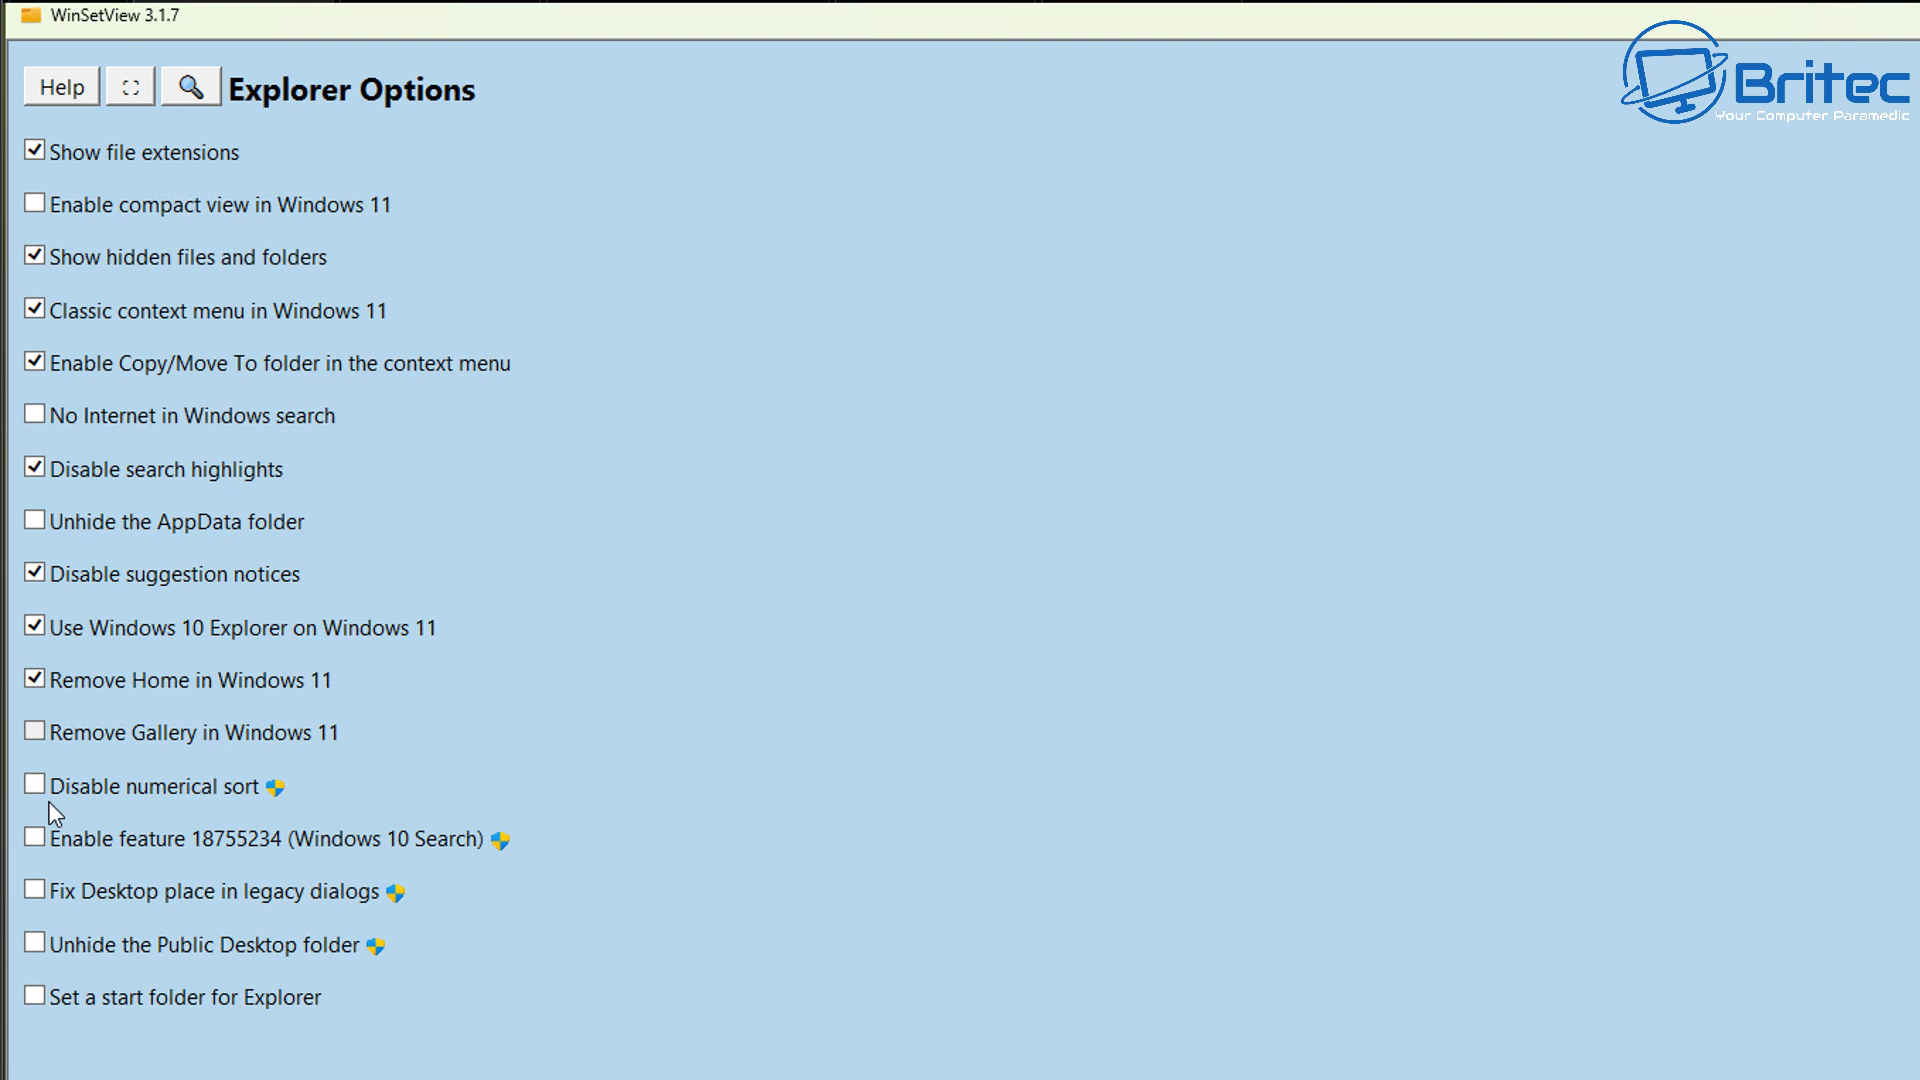 WinSetView 3.1.7
Help
Explorer Options
Britec
Your Computer Paramedic
Show file extensions
Enable compact view in Windows 11
Show hidden files and folders
Classic context menu in Windows 11
Enable Copy/Move To folder in the context menu
No Internet in Windows search
Disable search highlights
Unhide the AppData folder
Disable suggestion notices
Use Windows 10 Explorer on Windows 11
Remove Home in Windows 11
Remove Gallery in Windows 11
Disable numerical sort
Enable feature 18755234 (Windows 10 Search)
Fix Desktop place in legacy dialogs
Unhide the Public Desktop folder
Set a start folder for Explorer